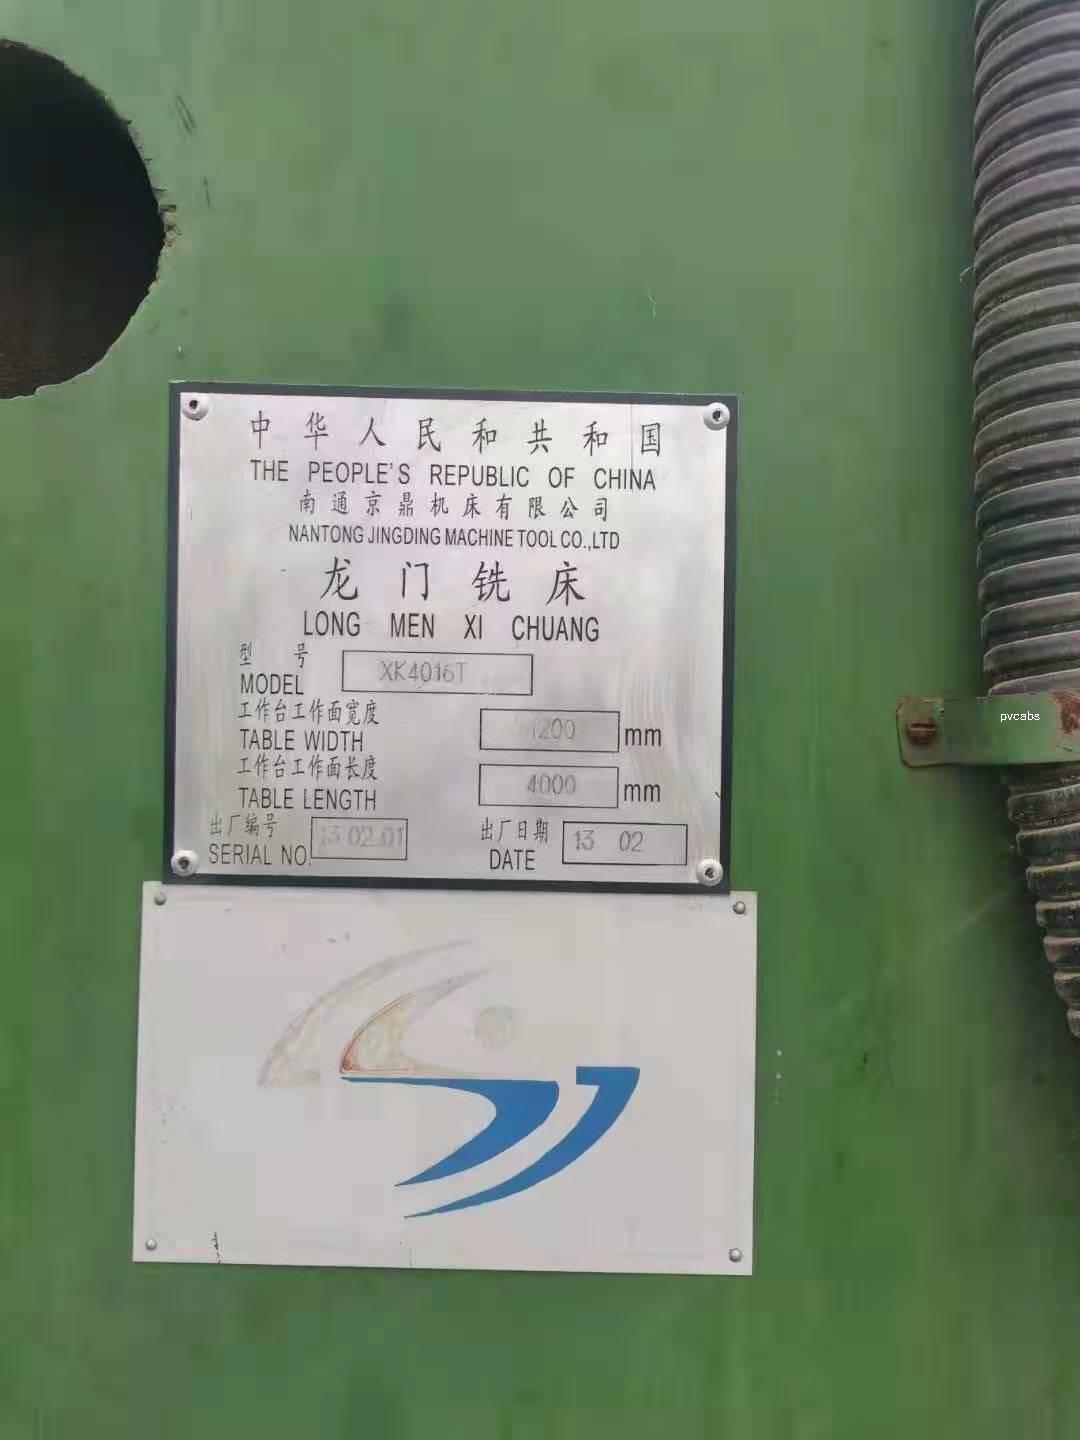 中华人民和共和国
THE PEOPLE'S REPUBLIC OF CHINA
南通京鼎机床有限公司
NANTONG JINGDING MACHINE TOOL CO.,LTD
龙门铣床
LONG MEN XI CHUANG
型号
MODEL XK4016T
工作台工作面宽度
TABLE WIDTH 1200 mm
工作台工作面长度
TABLE LENGTH 4000 mm
出厂编号 13 02 01
SERIAL NO.
出厂日期 13 02
DATE
pvcabs